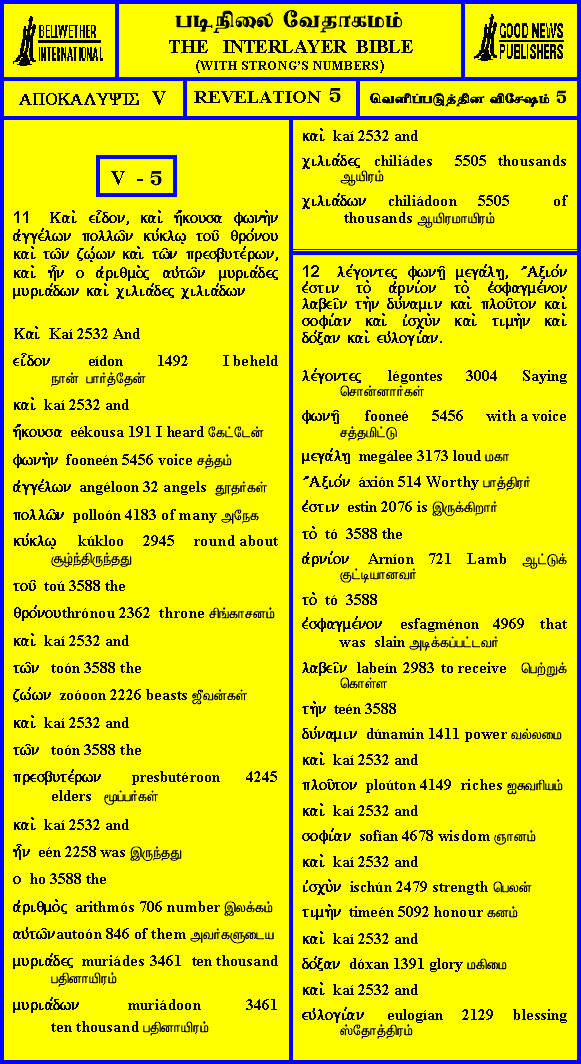 BELLWETHER
INTERNATIONAL
படிநிலை வேதாகமம்
THE INTERLAYER BIBLE
(WITH STRONG'S NUMBERS)
GOOD NEWS
PUBLISHERS
ΑΠΟΚΑΛΥΨΙΣ V
REVELATION 5
வெளிப்படுத்தின விசேஷம் 5
V - 5
11 Καὶ εἶδον, καὶ ἤκουσα φωνὴν
ἀγγέλων πολλῶν κύκλῳ τοῦ θρόνου
καὶ τῶν ζῴων καὶ τῶν πρεσβυτέρων,
καὶ ἦν ο ἀριθμὸς αὐτῶν μυριάδες
μυριάδων καὶ χιλιάδες χιλιάδων
Καὶ Kaí 2532 And
εἶδον eídon 1492 I beheld
நான் பார்த்தேன்
καὶ kaí 2532 and
ἤκουσα eékousa 191 I heard கேட்டேன்
φωνὴν fooneén 5456 voice சத்தம்
ἀγγέλων angéloon 32 angels தூதர்கள்
πολλῶν polloón 4183 of many அநேக
κύκλῳ kúkloo 2945 round about
சூழ்ந்திருந்தது
τοῦ toú 3588 the
θρόνου thrónou 2362 throne சிங்காசனம்
καὶ kaí 2532 and
τῶν toón 3588 the
ζῴων zoóoon 2226 beasts ஜீவன்கள்
καὶ kaí 2532 and
τῶν toón 3588 the
πρεσβυτέρων presbutéroon 4245
elders மூப்பர்கள்
καὶ kaí 2532 and
ἦν eén 2258 was இருந்தது
ο ho 3588 the
ἀριθμὸς arithmós 706 number இலக்கம்
αὐτῶν autoón 846 of them அவர்களுடைய
μυριάδες muriádes 3461 ten thousand
பதினாயிரம்
μυριάδων muriádoon 3461
ten thousand பதினாயிரம்
καὶ kaí 2532 and
χιλιάδες chiliádes 5505 thousands
ஆயிரம்
χιλιάδων chiliádoon 5505 of
thousands ஆயிரமாயிரம்
12 λέγοντες φωνῇ μεγάλῃ, Ἄξιόν
ἐστιν τὸ ἀρνίον τὸ ἐσφαγμένον
λαβεῖν τὴν δύναμιν καὶ πλοῦτον καὶ
σοφίαν καὶ ἰσχὺν καὶ τιμὴν καὶ
δόξαν καὶ εὐλογίαν.
λέγοντες légontes 3004 Saying
சொன்னார்கள்
φωνῇ fooneé 5456 with a voice
சத்தமிட்டு
μεγάλῃ megálee 3173 loud மகா
Ἄξιόν áxión 514 Worthy பாத்திரர்
ἐστιν estin 2076 is இருக்கிறார்
τὸ tó 3588 the
ἀρνίον Arníon 721 Lamb ஆட்டுக்
குட்டியானவர்
τὸ tó 3588
ἐσφαγμένον esfagménon 4969 that
was slain அடிக்கப்பட்டவர்
λαβεῖν labeín 2983 to receive பெற்றுக்
கொள்ள
τὴν teén 3588
δύναμιν dúnamin 1411 power வல்லமை
καὶ kaí 2532 and
πλοῦτον ploúton 4149 riches ஐசுவரியம்
καὶ kaí 2532 and
σοφίαν sofían 4678 wisdom ஞானம்
καὶ kaí 2532 and
ἰσχὺν ischún 2479 strength பெலன்
τιμὴν timeén 5092 honour கனம்
καὶ kaí 2532 and
δόξαν dóxan 1391 glory மகிமை
καὶ kaí 2532 and
εὐλογίαν eulogían 2129 blessing
ஸ்தோத்திரம்